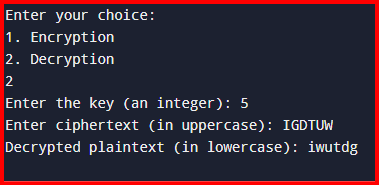 Enter your choice:
1. Encryption
2. Decryption
2
Enter the key (an integer): 5
Enter ciphertext (in uppercase): IGDTUW
Decrypted plaintext (in lowercase): iwutdg